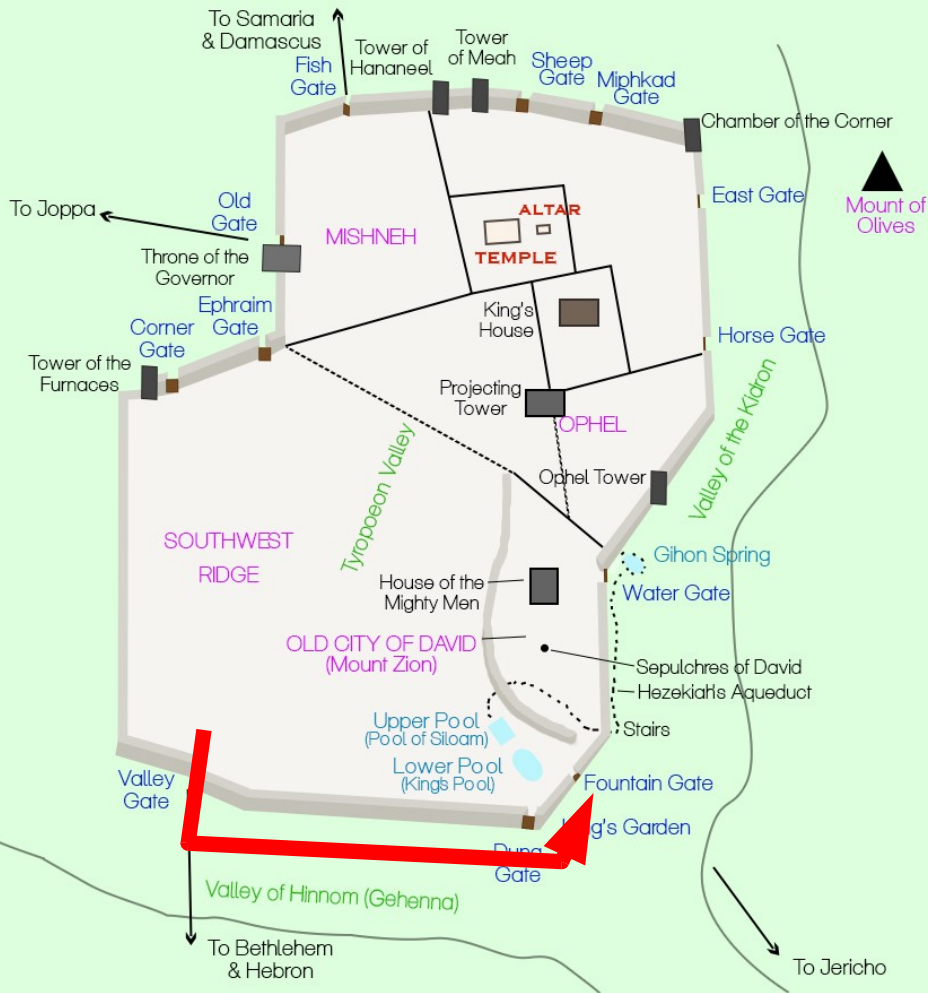 To Samaria
& Damascus
Tower of
Hananeel
Tower
of Meah
Fish
Gate
Sheep
Gate
Miphkad
Gate
Chamber of the Corner
East Gate
Mount of
Olives
To Joppa
Old
Gate
MISHNEH
ALTAR
TEMPLE
Throne of the
Governor
Ephraim
Gate
Corner
Gate
King's
House
Horse Gate
Tower of the
Furnaces
Projecting
Tower
OPHEL
Valley of the Kidron
Tyropoeon Valley
Ophel Tower
SOUTHWEST
RIDGE
Gihon Spring
House of the
Mighty Men
Water Gate
OLD CITY OF DAVID
(Mount Zion)
Sepulchres of David
Hezekiah's Aqueduct
Stairs
Upper Pool
(Pool of Siloam)
Lower Pool
(King's Pool)
Valley
Gate
Fountain Gate
Garden
Gate
Valley of Hinnom (Gehenna)
To Bethlehem
& Hebron
To Jericho